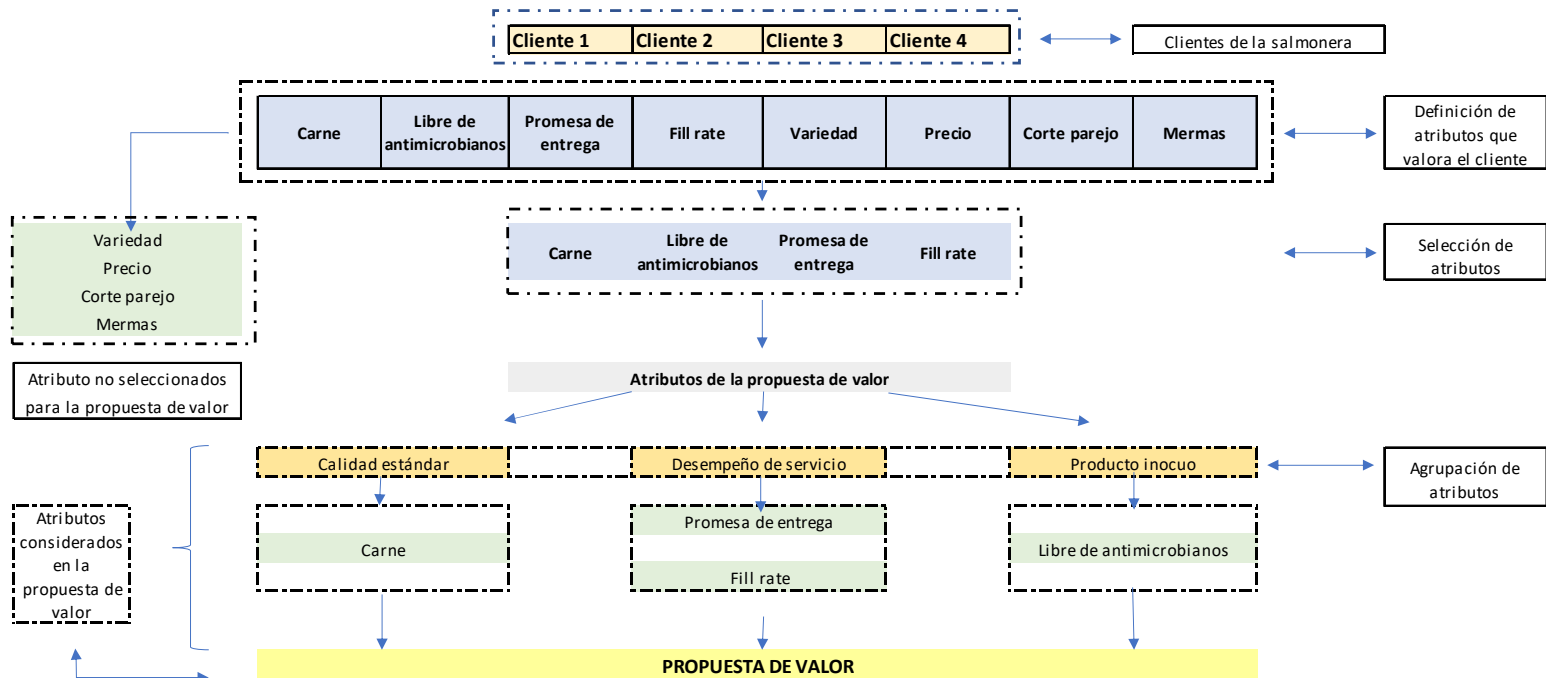 Cliente 1 Cliente 2 Cliente 3 Cliente 4
Clientes de la salmonera
Carne
Libre de
antimicrobianos
Promesa de
entrega
Fill rate
Variedad
Precio
Corte parejo
Mermas
Definición de
atributos que
valora el cliente
Variedad
Precio
Corte parejo
Mermas
Carne
Libre de
antimicrobianos
Promesa de
entrega
Fill rate
Selección de
atributos
Atributo no seleccionados
para la propuesta de valor
Atributos de la propuesta de valor
Calidad estándar
Desempeño de servicio
Producto inocuo
Agrupación de
atributos
Atributos
considerados
en la
propuesta de
valor
Carne
Promesa de entrega
Fill rate
Libre de antimicrobianos
PROPUESTA DE VALOR